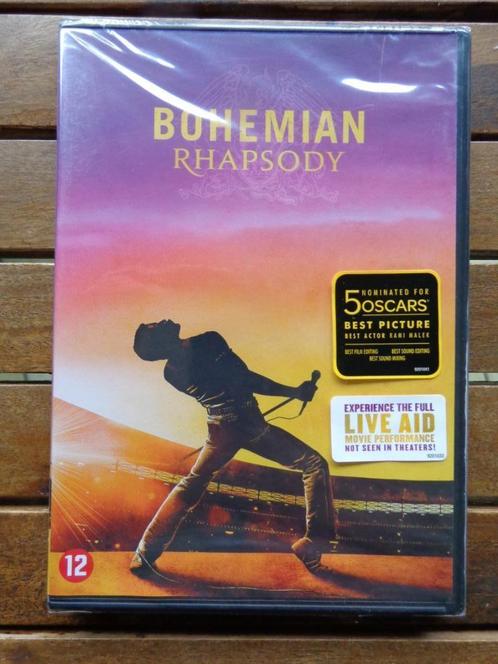 BOHEMIAN
RHAPSODY
NOMINATED FOR
5 OSCARS®
BEST PICTURE
BEST ACTOR RAMI MALEK
BEST FILM EDITING BEST SOUND EDITING
BEST SOUND MIXING
EXPERIENCE THE FULL
LIVE AID
MOVIE PERFORMANCE
NOT SEEN IN THEATERS!
12